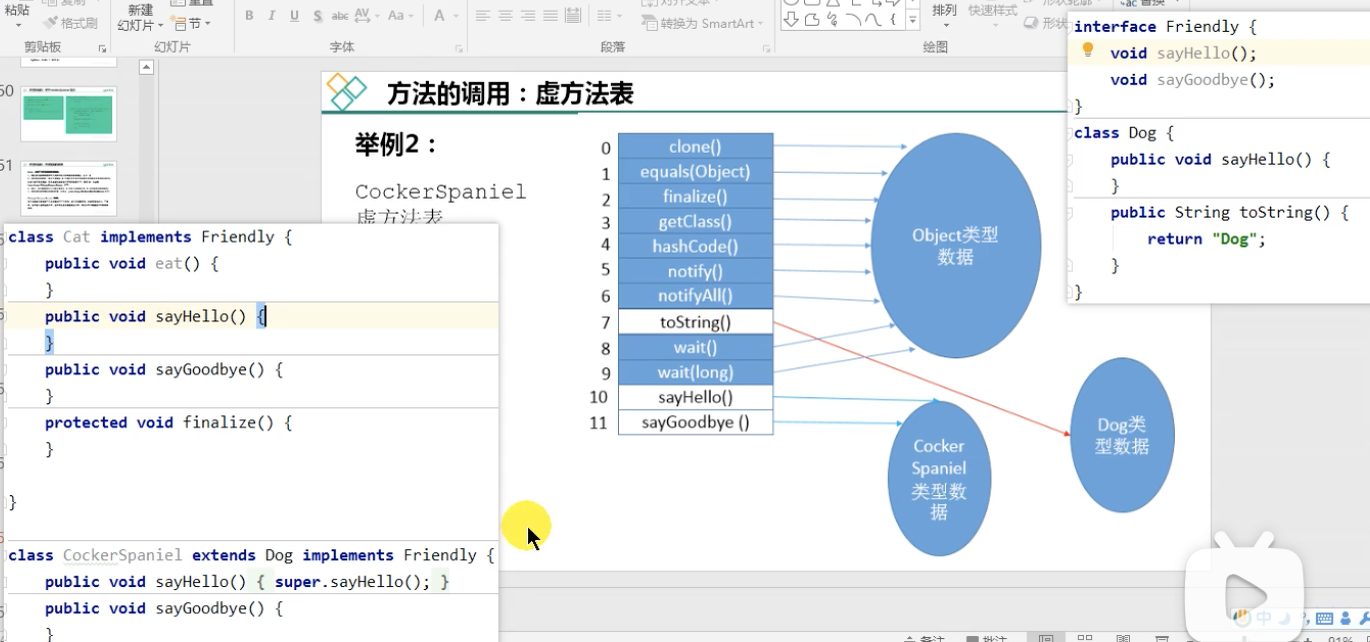 粘贴
新建
幻灯片
重置
节
格式刷
剪贴板
幻灯片
B I U S abc AV Aa A
字体
段落
转换为 SmartArt
排列
快速样式
绘图
50
51
方法的调用：虚方法表
举例2：
CockerSpaniel
虚方法表
0 clone()
1 equals(Object)
2 finalize()
3 getClass()
4 hashCode()
5 notify()
6 notifyAll()
7 toString()
8 wait()
9 wait(long)
10 sayHello()
11 sayGoodbye ()
Object类型
数据
Cocker
Spaniel
类型数
据
Dog类
型数据
class Cat implements Friendly {
public void eat() {
}
public void sayHello() {
}
public void sayGoodbye() {
}
protected void finalize() {
}
}
class CockerSpaniel extends Dog implements Friendly {
public void sayHello() { super.sayHello(); }
public void sayGoodbye() {
}
interface Friendly {
void sayHello();
void sayGoodbye();
}
class Dog {
public void sayHello() {
}
public String toString() {
return "Dog";
}
}
备注
批注
中
91%